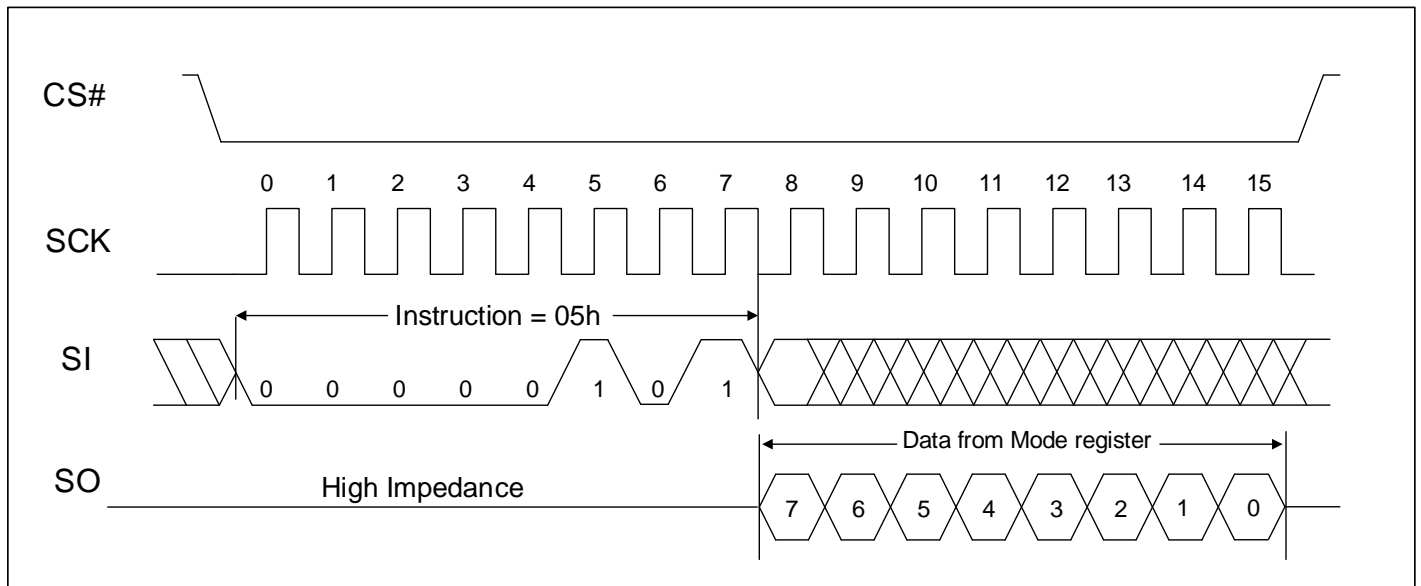 CS#
0 1 2 3 4 5 6 7 8 9 10 11 12 13 14 15
SCK
Instruction = 05h
SI
0 0 0 0 0 1 0 1
Data from Mode register
SO
High Impedance
7 6 5 4 3 2 1 0